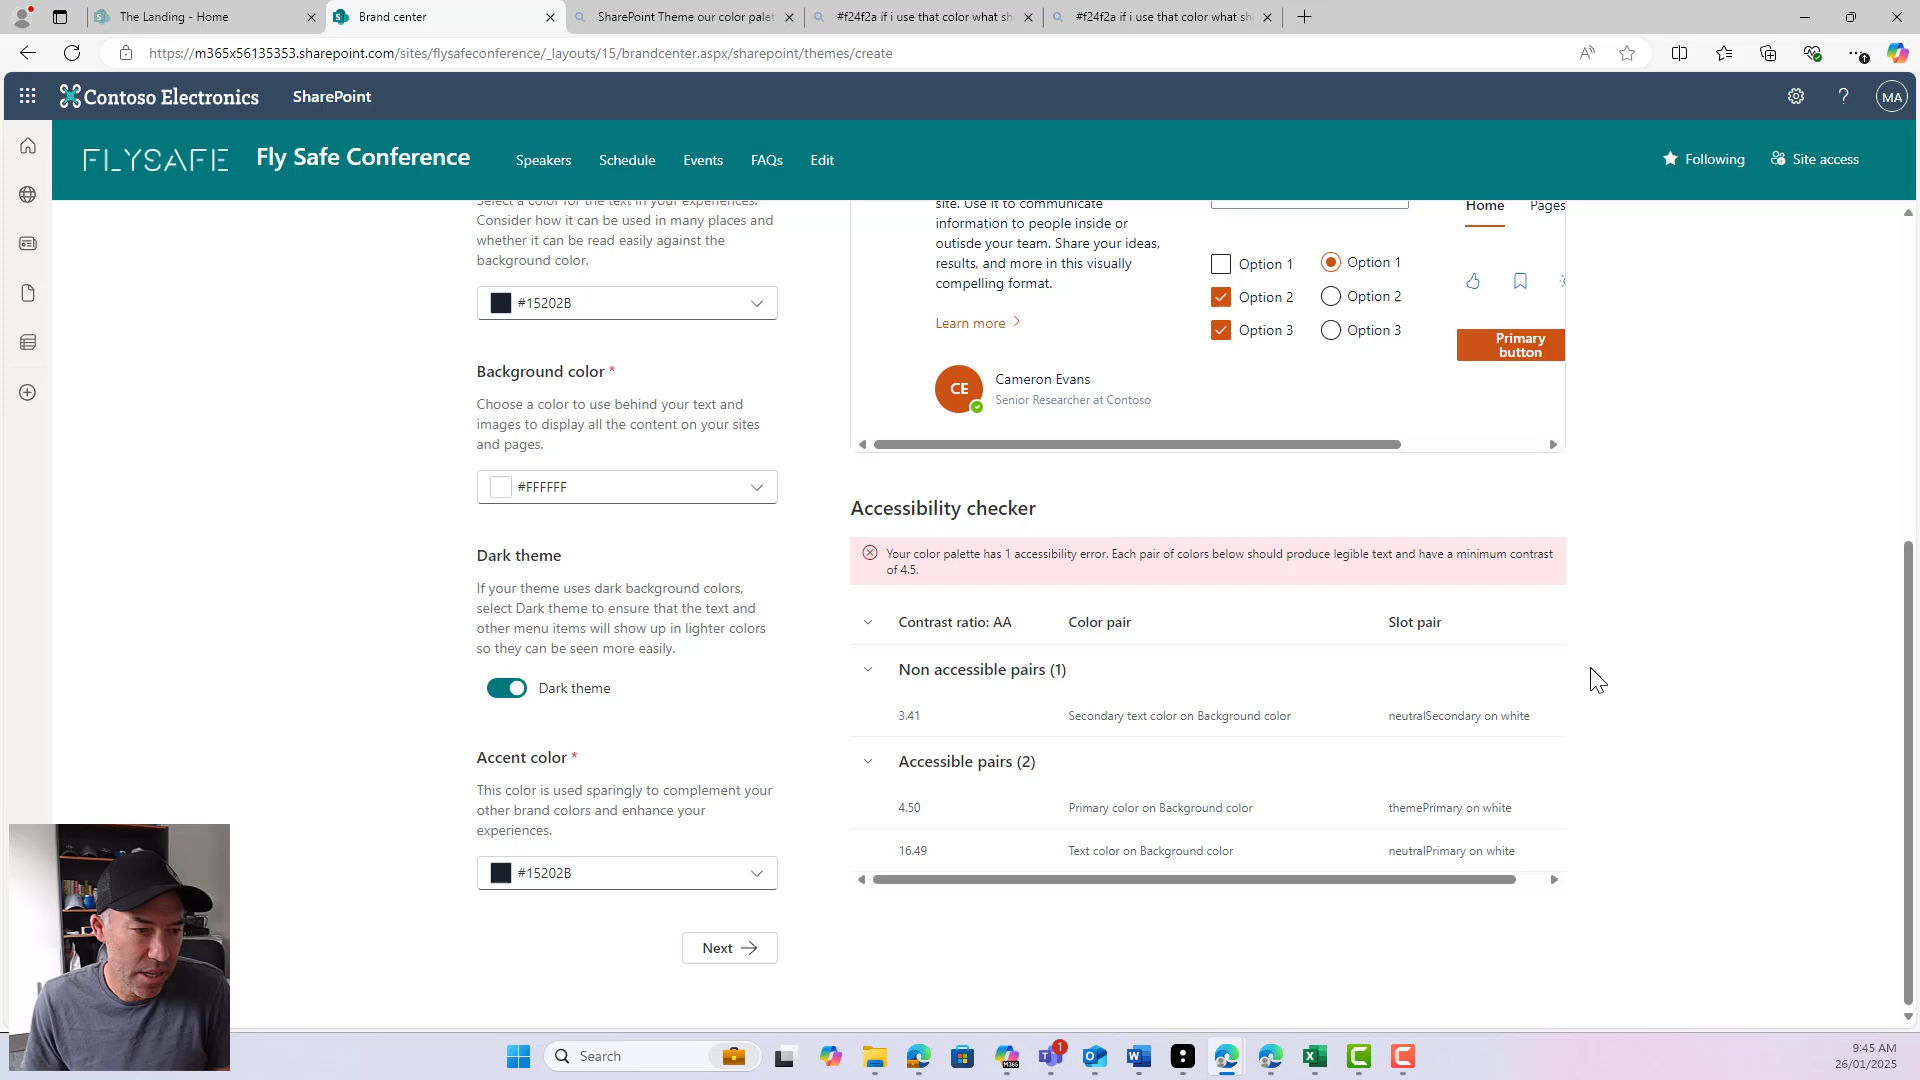 The Landing - Home
Brand center
SharePoint Theme our color palet
#f24f2a if i use that color what sh
#f24f2a if i use that color what sh
https://m365x56135353.sharepoint.com/sites/flysafeconference/_layouts/15/brandcenter.aspx/sharepoint/themes/create
Contoso Electronics
SharePoint
MA
FLYSAFE
Fly Safe Conference
Speakers
Schedule
Events
FAQs
Edit
Following
Site access
Select a color for the text in your experiences.
Consider how it can be used in many places and
whether it can be read easily against the
background color.
#15202B
Background color *
Choose a color to use behind your text and
images to display all the content on your sites
and pages.
#FFFFFF
Dark theme
If your theme uses dark background colors,
select Dark theme to ensure that the text and
other menu items will show up in lighter colors
so they can be seen more easily.
Dark theme
Accent color *
This color is used sparingly to complement your
other brand colors and enhance your
experiences.
#15202B
Next
site. Use it to communicate
information to people inside or
outisde your team. Share your ideas,
results, and more in this visually
compelling format.
Learn more
CE
Cameron Evans
Senior Researcher at Contoso
Option 1
Option 2
Option 3
Option 1
Option 2
Option 3
Home
Pages
Primary
button
Accessibility checker
Your color palette has 1 accessibility error. Each pair of colors below should produce legible text and have a minimum contrast
of 4.5.
Contrast ratio: AA
Color pair
Slot pair
Non accessible pairs (1)
3.41
Secondary text color on Background color
neutralSecondary on white
Accessible pairs (2)
4.50
Primary color on Background color
themePrimary on white
16.49
Text color on Background color
neutralPrimary on white
Search
M365
1
9:45 AM
26/01/2025